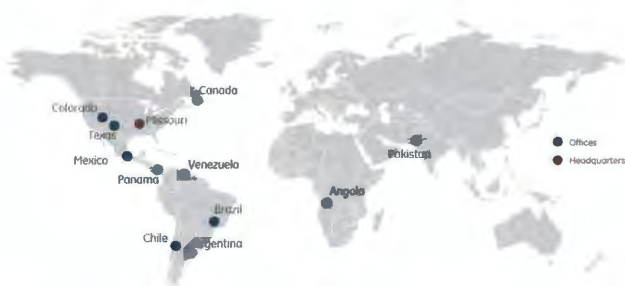 Canada
Colorado
Missouri
Texas
Mexico
Venezuela
Panama
Brazil
Chile
Argentina
Angola
Pakistan
Offices
Headquarters